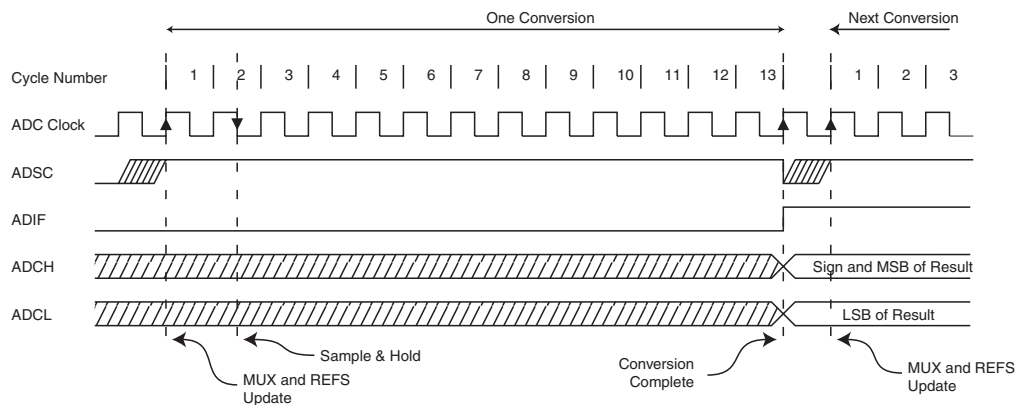 One Conversion
Next Conversion
Cycle Number
1 2 3 4 5 6 7 8 9 10 11 12 13 1 2 3
ADC Clock
ADSC
ADIF
ADCH
Sign and MSB of Result
ADCL
LSB of Result
Sample & Hold
MUX and REFS
Update
Conversion
Complete
MUX and REFS
Update